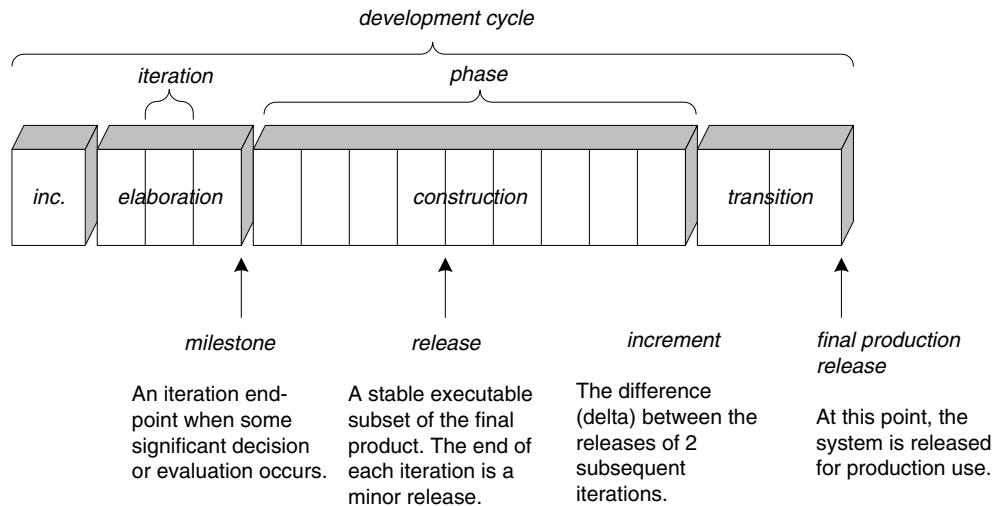 development cycle
iteration
phase
inc.
elaboration
construction
transition
milestone
An iteration end-
point when some
significant decision
or evaluation occurs.
release
A stable executable
subset of the final
product. The end of
each iteration is a
minor release.
increment
The difference
(delta) between the
releases of 2
subsequent
iterations.
final production
release
At this point, the
system is released
for production use.